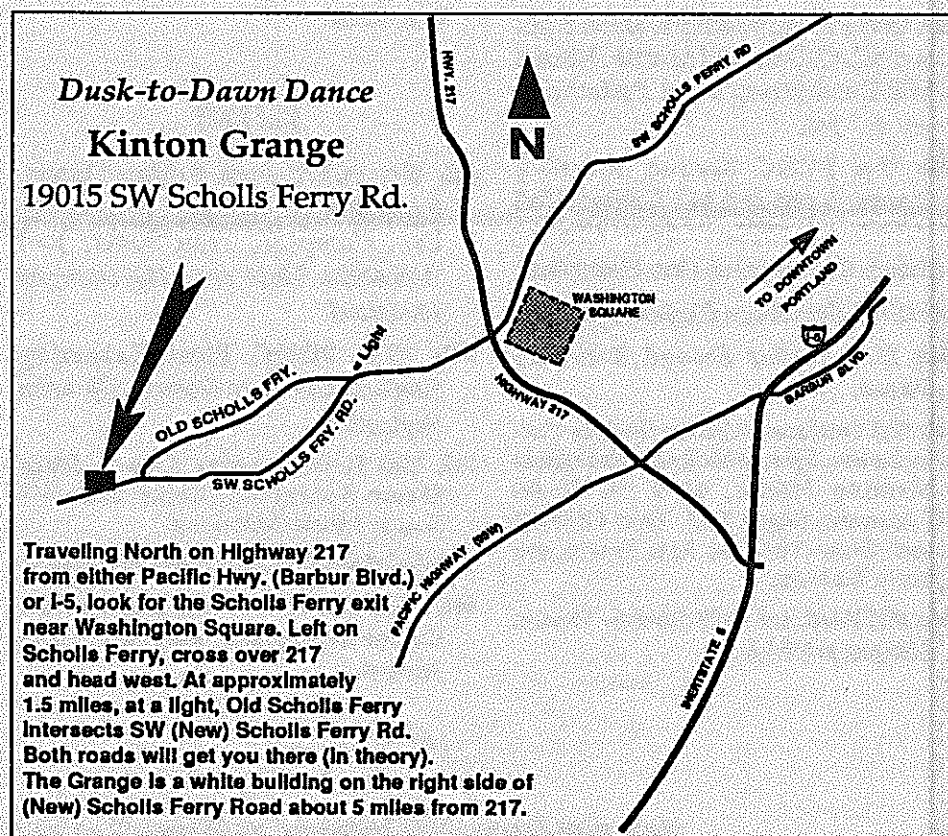 Dusk-to-Dawn Dance
Kinton Grange
19015 SW Scholls Ferry Rd.
HWY. 217
N
SW SCHOLLS FERRY RD
TO DOWNTOWN
PORTLAND
WASHINGTON
SQUARE
I-5
BARBUR BLVD.
Light
HIGHWAY 217
OLD SCHOLLS FRY.
SW SCHOLLS FRY. RD.
PACIFIC HIGHWAY (99W)
INERTSTATE 5
Traveling North on Highway 217
from either Pacific Hwy. (Barbur Blvd.)
or I-5, look for the Scholls Ferry exit
near Washington Square. Left on
Scholls Ferry, cross over 217
and head west. At approximately
1.5 miles, at a light, Old Scholls Ferry
Intersects SW (New) Scholls Ferry Rd.
Both roads will get you there (in theory).
The Grange is a white building on the right side of
(New) Scholls Ferry Road about 5 miles from 217.